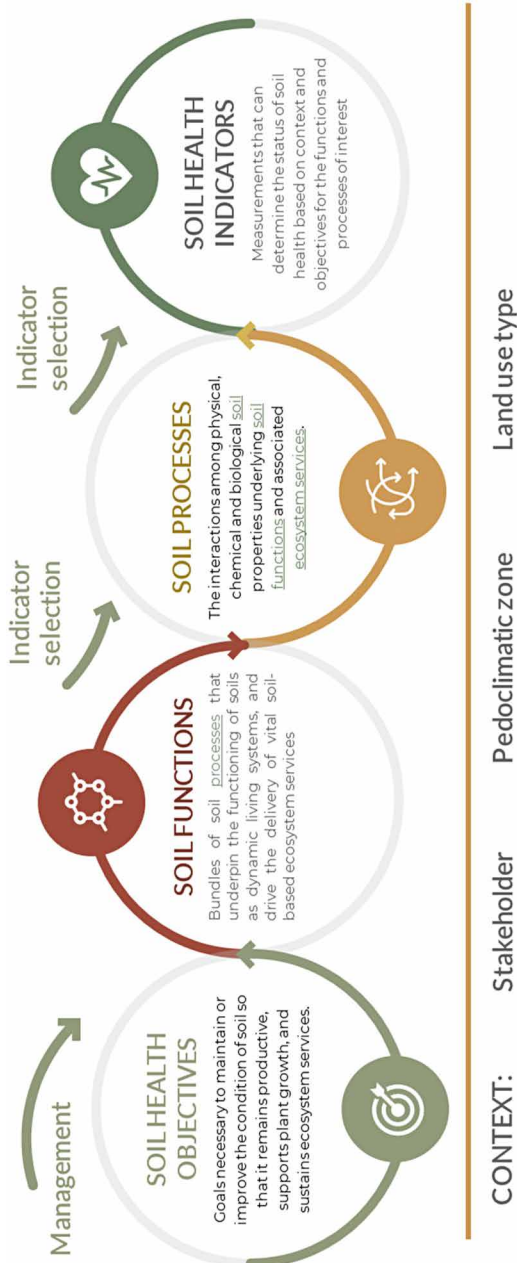 Management
Indicator
selection
Indicator
selection
SOIL HEALTH
OBJECTIVES
Goals necessary to maintain or
improve the condition of soil so
that it remains productive,
supports plant growth, and
sustains ecosystem services.
SOIL FUNCTIONS
Bundles of soil processes that
underpin the functioning of soils
as dynamic living systems, and
drive the delivery of vital soil-
based ecosystem services
SOIL PROCESSES
The interactions among physical,
chemical and biological soil
properties underlying soil
functions and associated
ecosystem services.
SOIL HEALTH
INDICATORS
Measurements that can
determine the status of soil
health based on context and
objectives for the functions and
processes of interest
CONTEXT:
Stakeholder
Pedoclimatic zone
Land use type